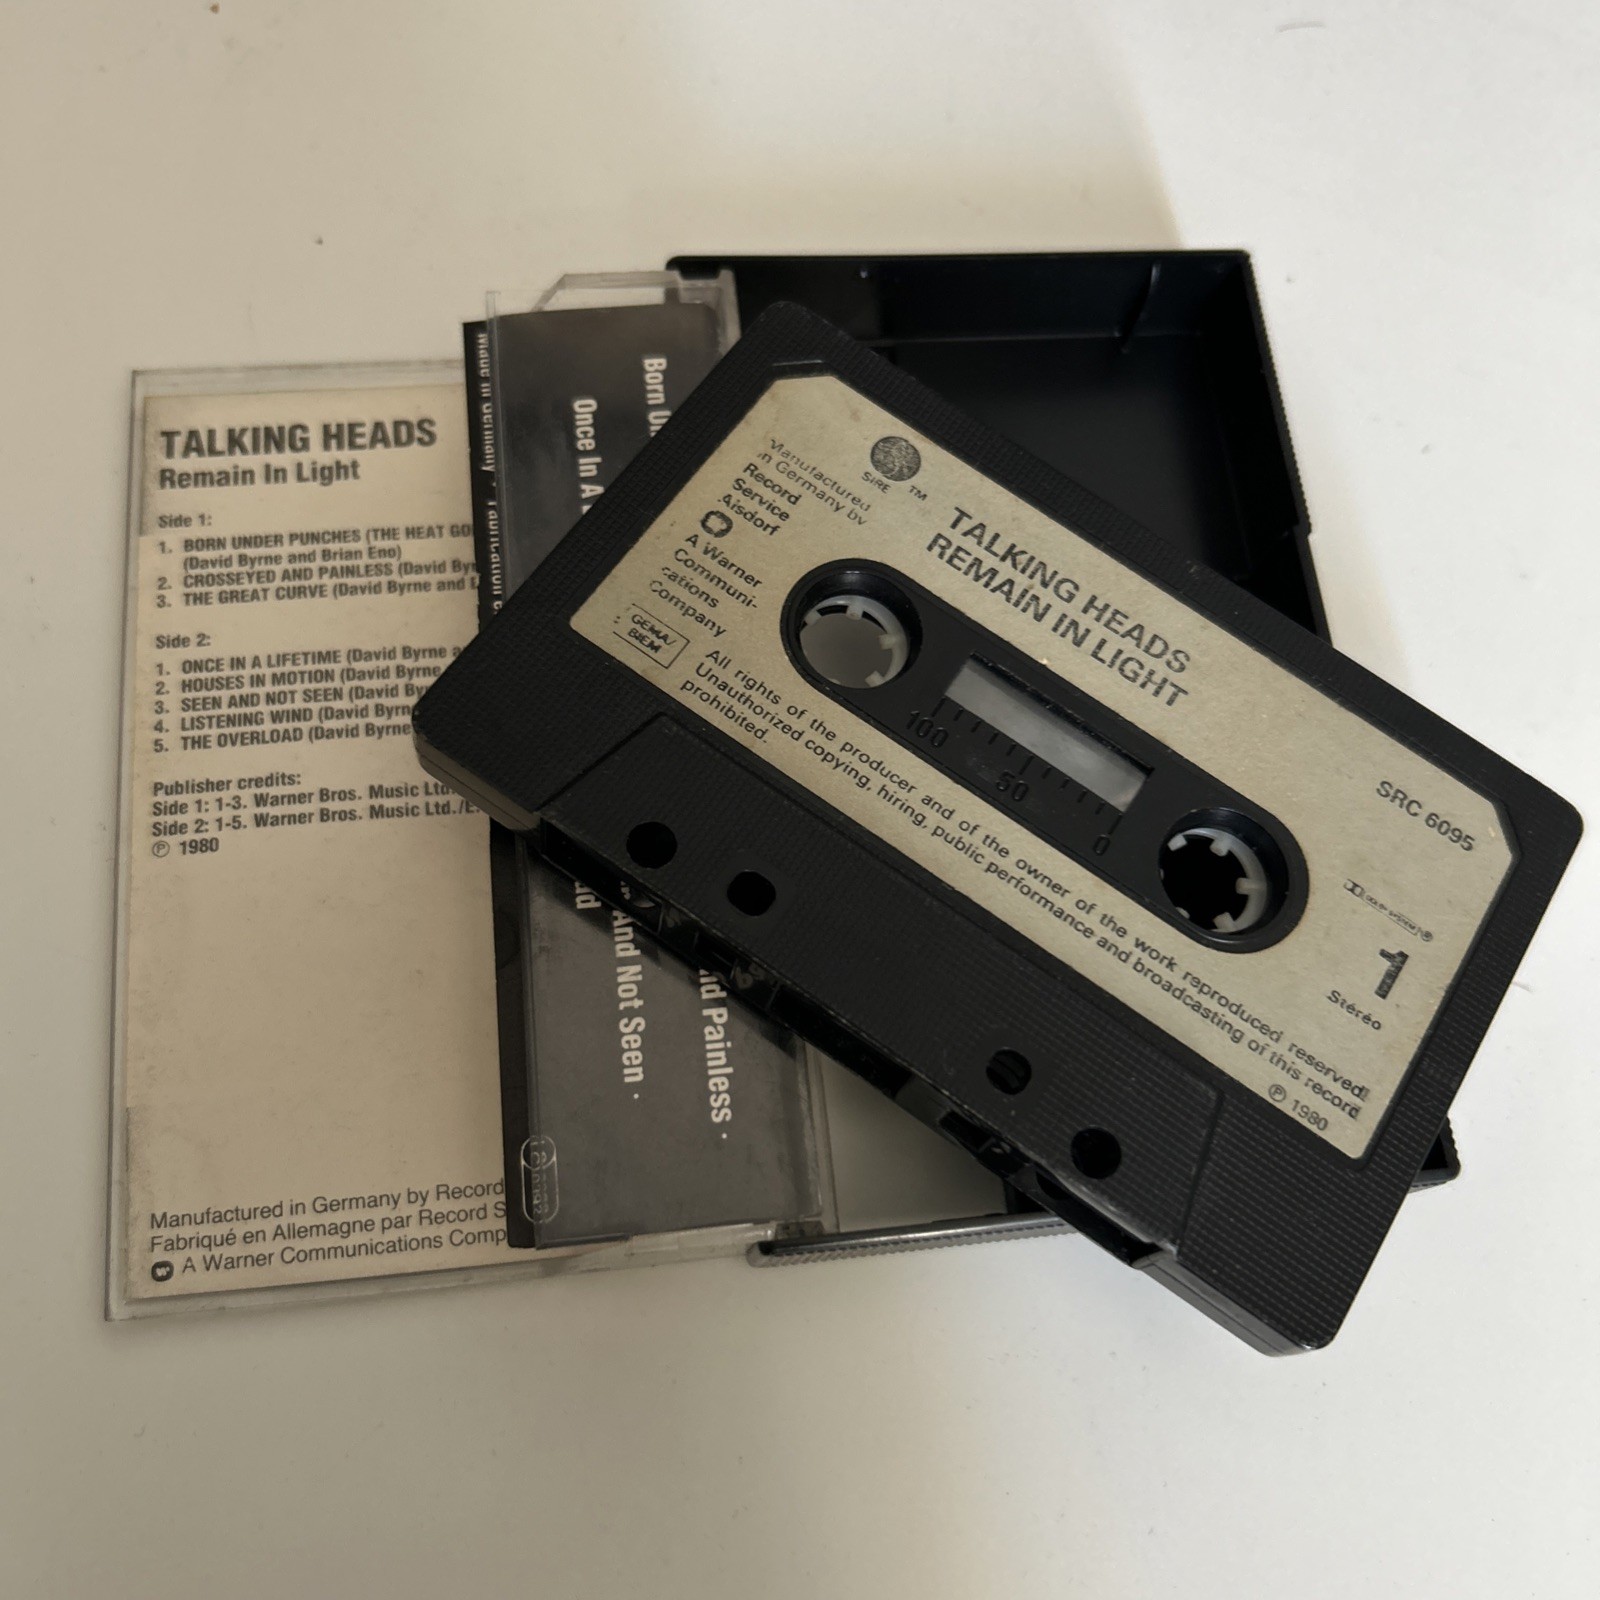 TALKING HEADS
Remain In Light
Side 1:
1. BORN UNDER PUNCHES (THE HEAT GO
(David Byrne and Brian Eno)
2. CROSSEYED AND PAINLESS (David By
3. THE GREAT CURVE (David Byrne and
Side 2:
1. ONCE IN A LIFETIME (David Byrne a
2. HOUSES IN MOTION (David Byrne
3. SEEN AND NOT SEEN (David By
4. LISTENING WIND (David Byrn
5. THE OVERLOAD (David Byrne
Publisher credits:
Side 1: 1-3. Warner Bros. Music Ltd.
Side 2: 1-5. Warner Bros. Music Ltd./E.
℗ 1980
Manufactured in Germany by Record
Fabriqué en Allemagne par Record S
A Warner Communications Comp
Made in Germany · Fabrication
Born Un
nd Painless ·
Once In A
And Not Seen ·
Manufactured
in Germany by
Record
Service
Alsdorf
A Warner
Communi-
cations
Company
GEMA/
BIEM
SIRE TM
TALKING HEADS
REMAIN IN LIGHT
100 50 0
SRC 6095
1
Stéréo
All rights of the producer and of the owner of the work reproduced reserved!
Unauthorized copying, hiring, public performance and broadcasting of this record
prohibited.
℗ 1980